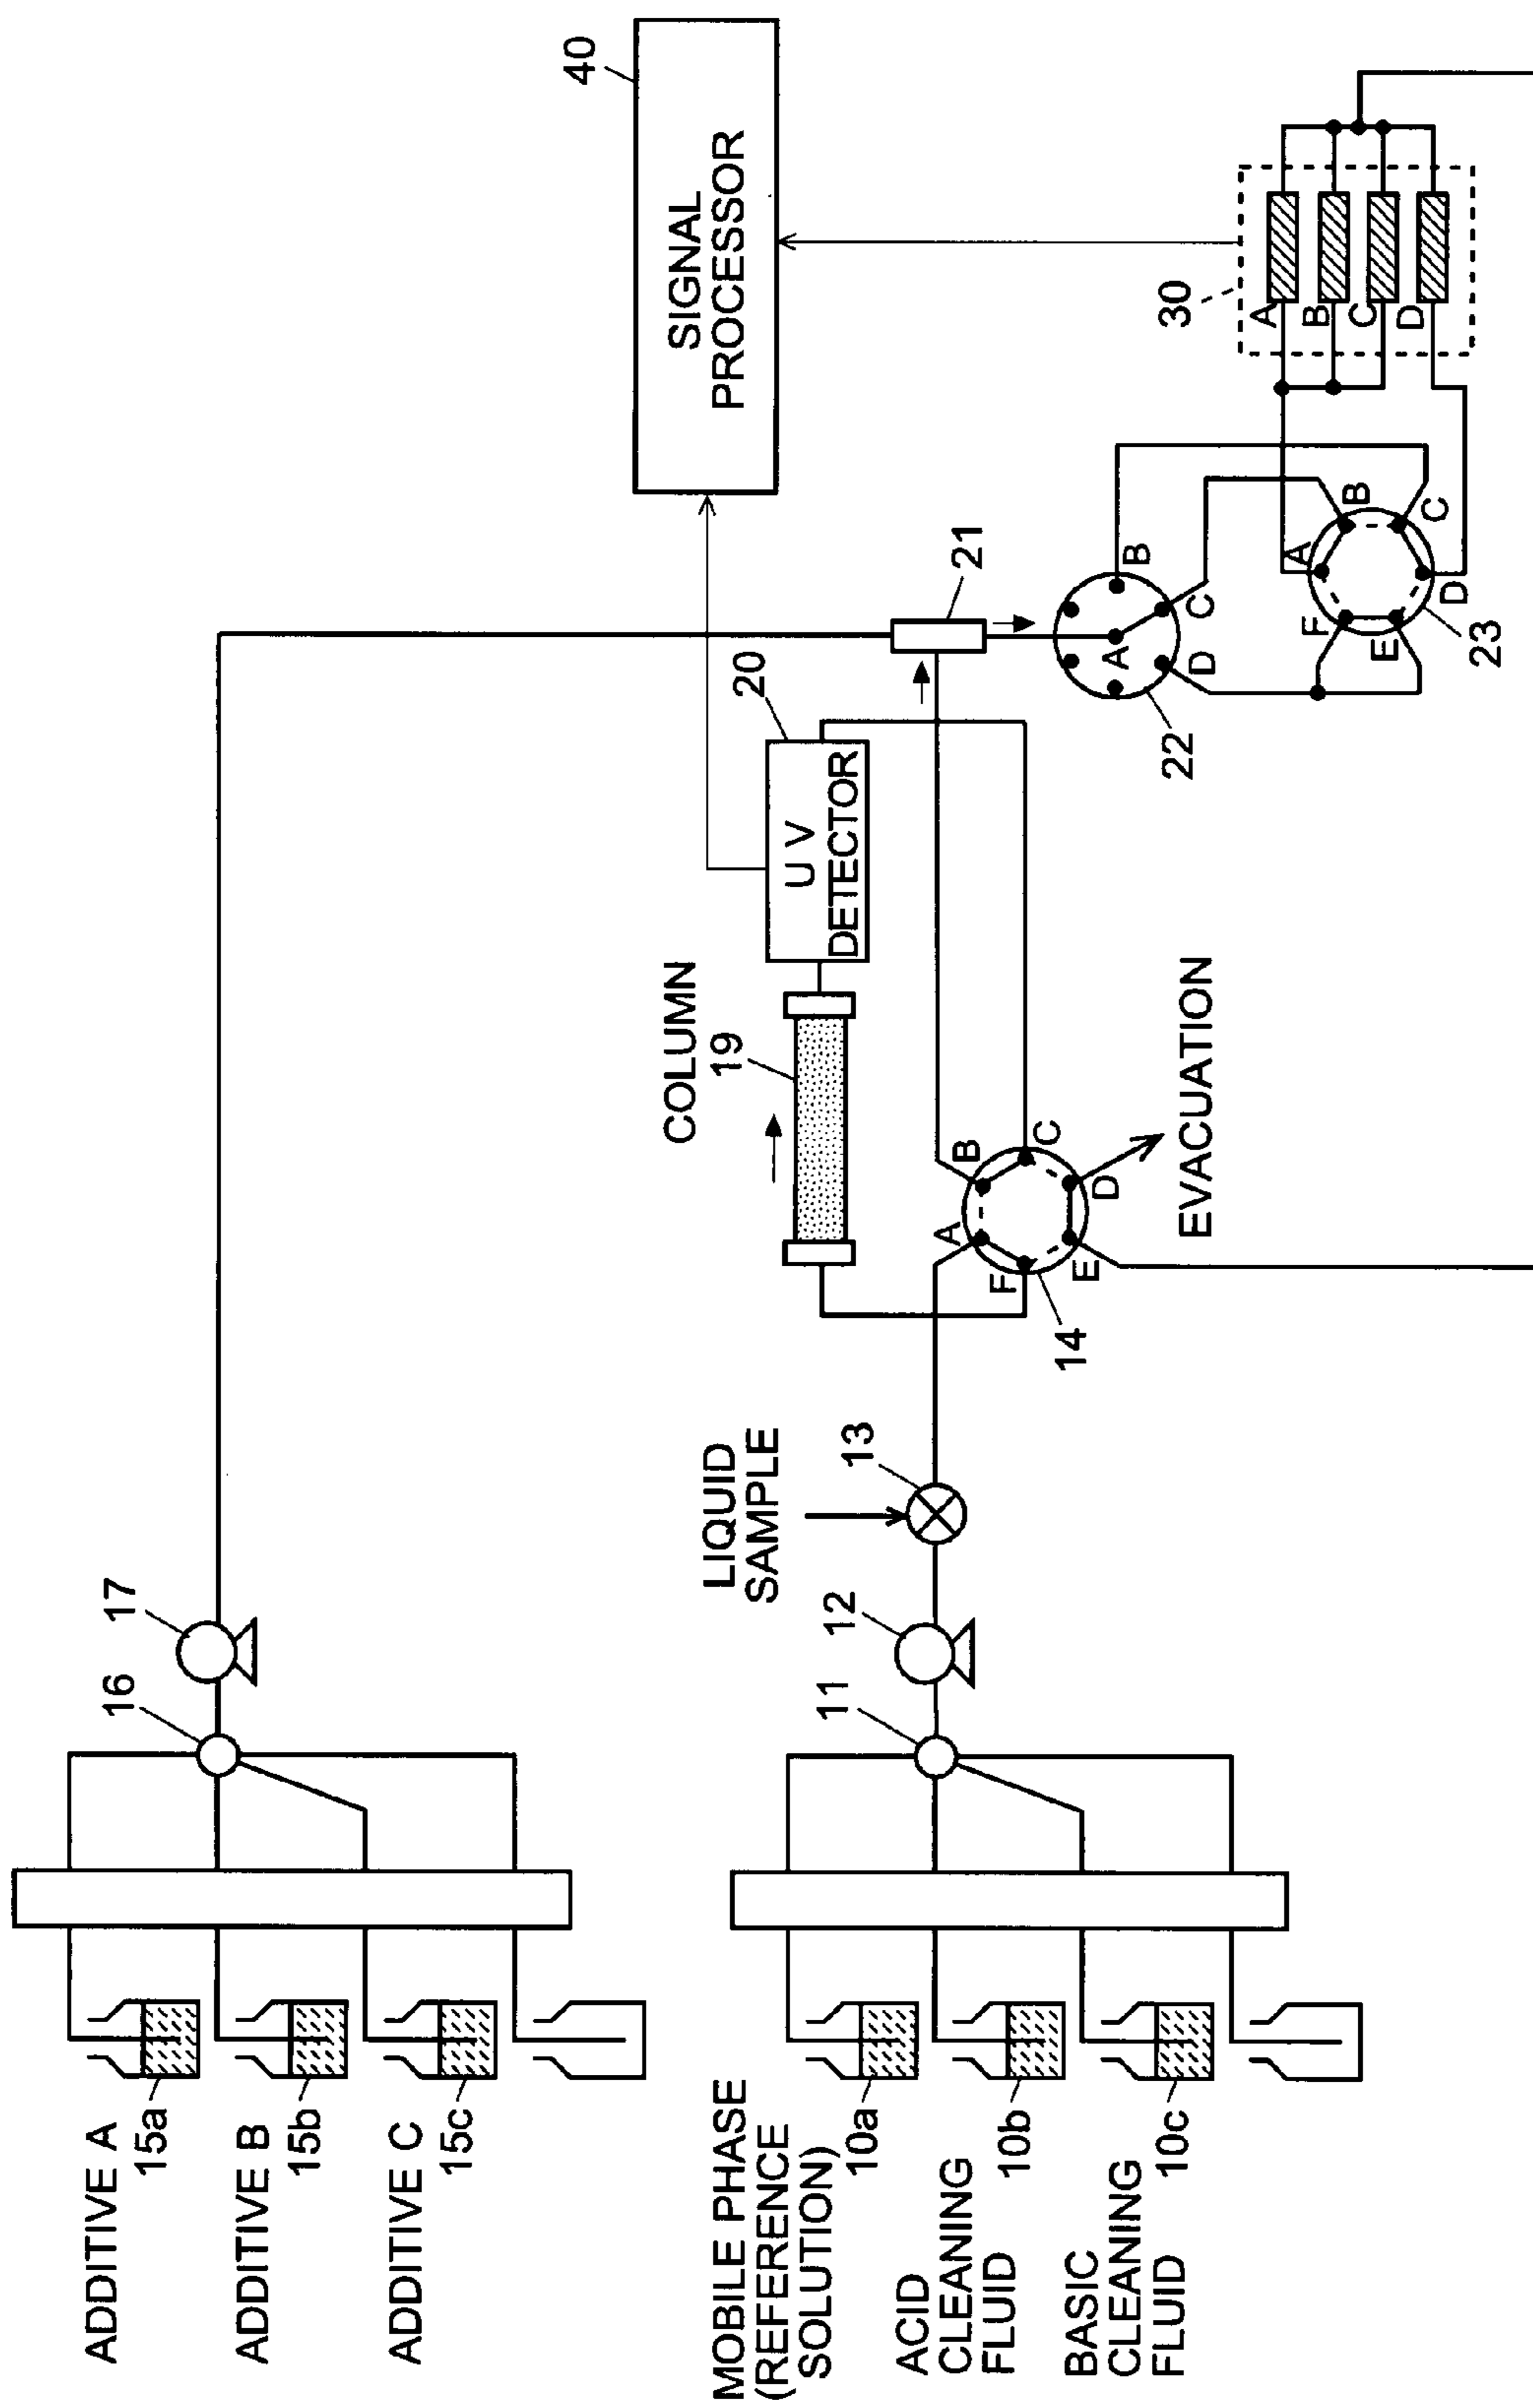 ADDITIVE A
15a
ADDITIVE B
15b
ADDITIVE C
15c
16
17
MOBILE PHASE
(REFERENCE
SOLUTION)
10a
ACID
CLEANING
FLUID
10b
BASIC
CLEANING
FLUID
10c
11
12
LIQUID
SAMPLE
13
14
A
B
C
D
E
F
EVACUATION
COLUMN
19
20
U V
DETECTOR
21
22
A
B
C
D
23
A
B
C
D
E
F
30
A
B
C
D
40
SIGNAL
PROCESSOR